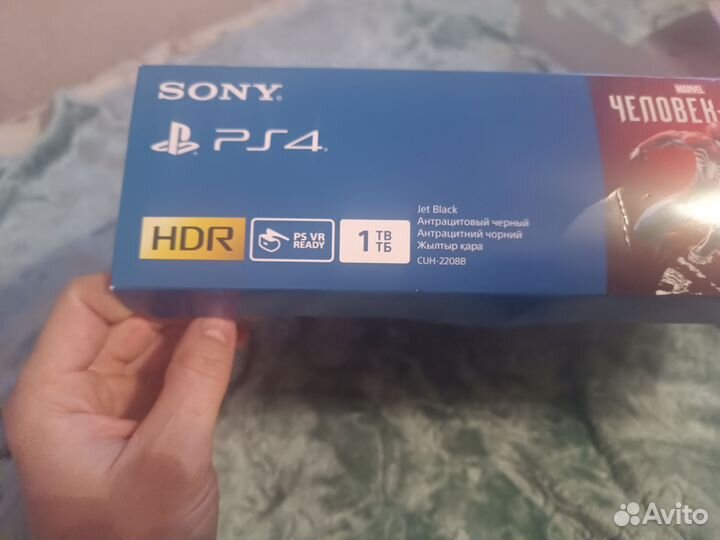 SONY
PS4
HDR
PS VR
READY
1 TB
ТБ
Jet Black
Антрацитовый черный
Антрацитний чорний
Жылтыр қара
CUH-2208B
MARVEL
ЧЕЛОВЕК-
Avito